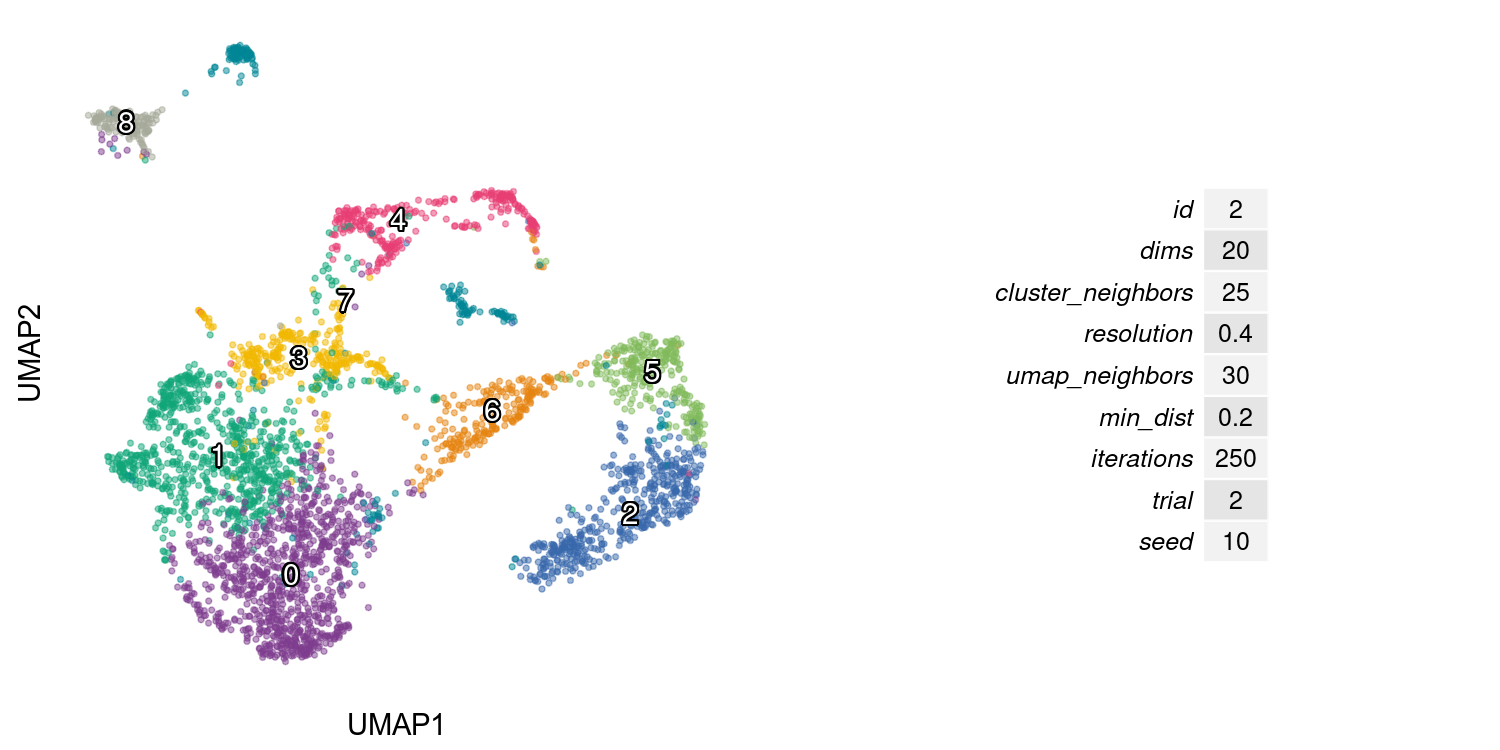 8
4
7
3
5
6
1
2
0
UMAP2
UMAP1
id 2
dims 20
cluster_neighbors 25
resolution 0.4
umap_neighbors 30
min_dist 0.2
iterations 250
trial 2
seed 10